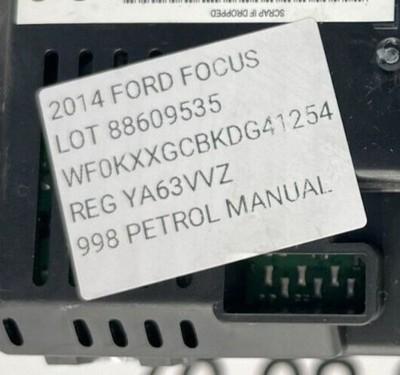 SCRAP IF DROPPED
2014 FORD FOCUS
LOT 88609535
WF0KXXGCBKDG41254
REG YA63VVZ
998 PETROL MANUAL